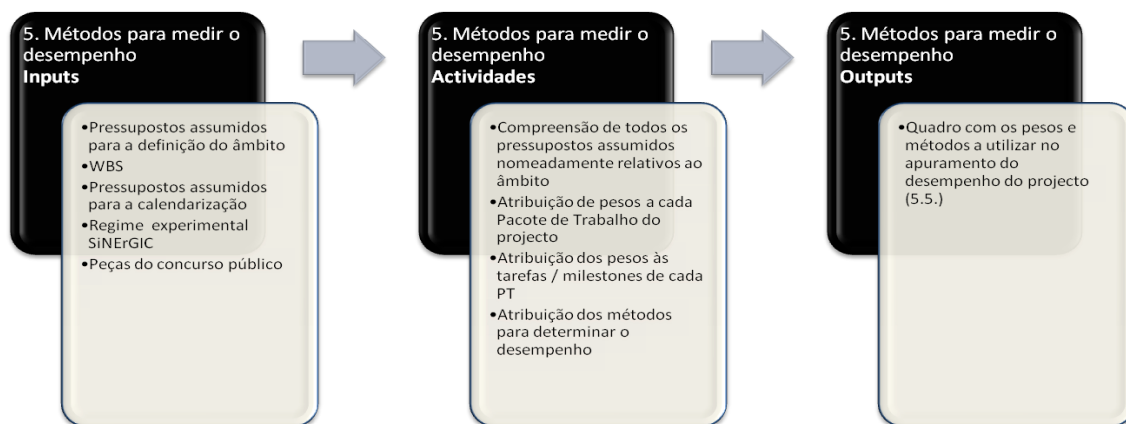 5. Métodos para medir o
desempenho
Inputs
•Pressupostos assumidos
para a definição do âmbito
•WBS
•Pressupostos assumidos
para a calendarização
•Regime experimental
SiNErGIC
•Peças do concurso público
5. Métodos para medir o
desempenho
Actividades
•Compreensão de todos os
pressupostos assumidos
nomeadamente relativos ao
âmbito
•Atribuição de pesos a cada
Pacote de Trabalho do
projecto
•Atribuição dos pesos às
tarefas / milestones de cada
PT
•Atribuição dos métodos
para determinar o
desempenho
5. Métodos para medir o
desempenho
Outputs
•Quadro com os pesos e
métodos a utilizar no
apuramento do
desempenho do projecto
(5.5.)